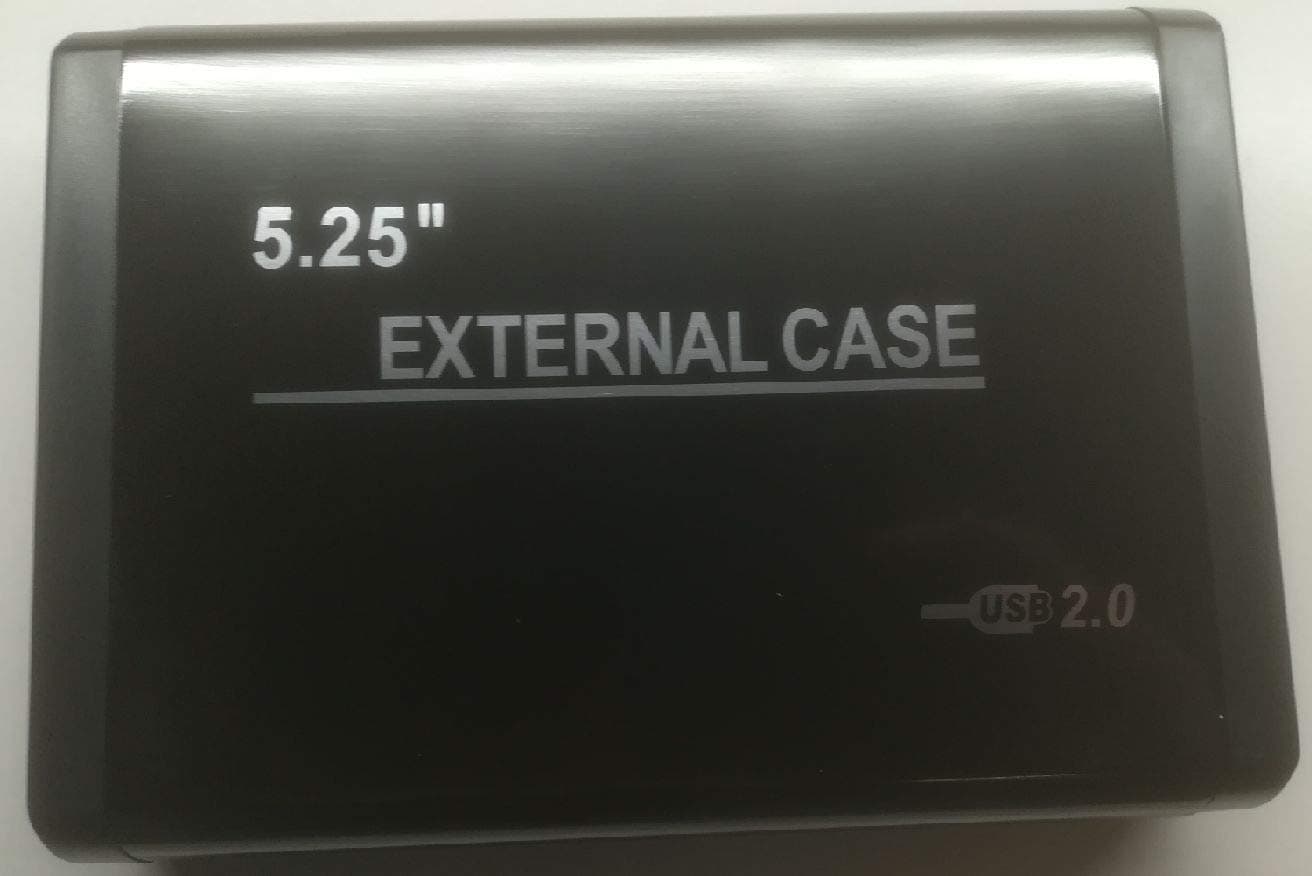 5.25"
EXTERNAL CASE
USB 2.0